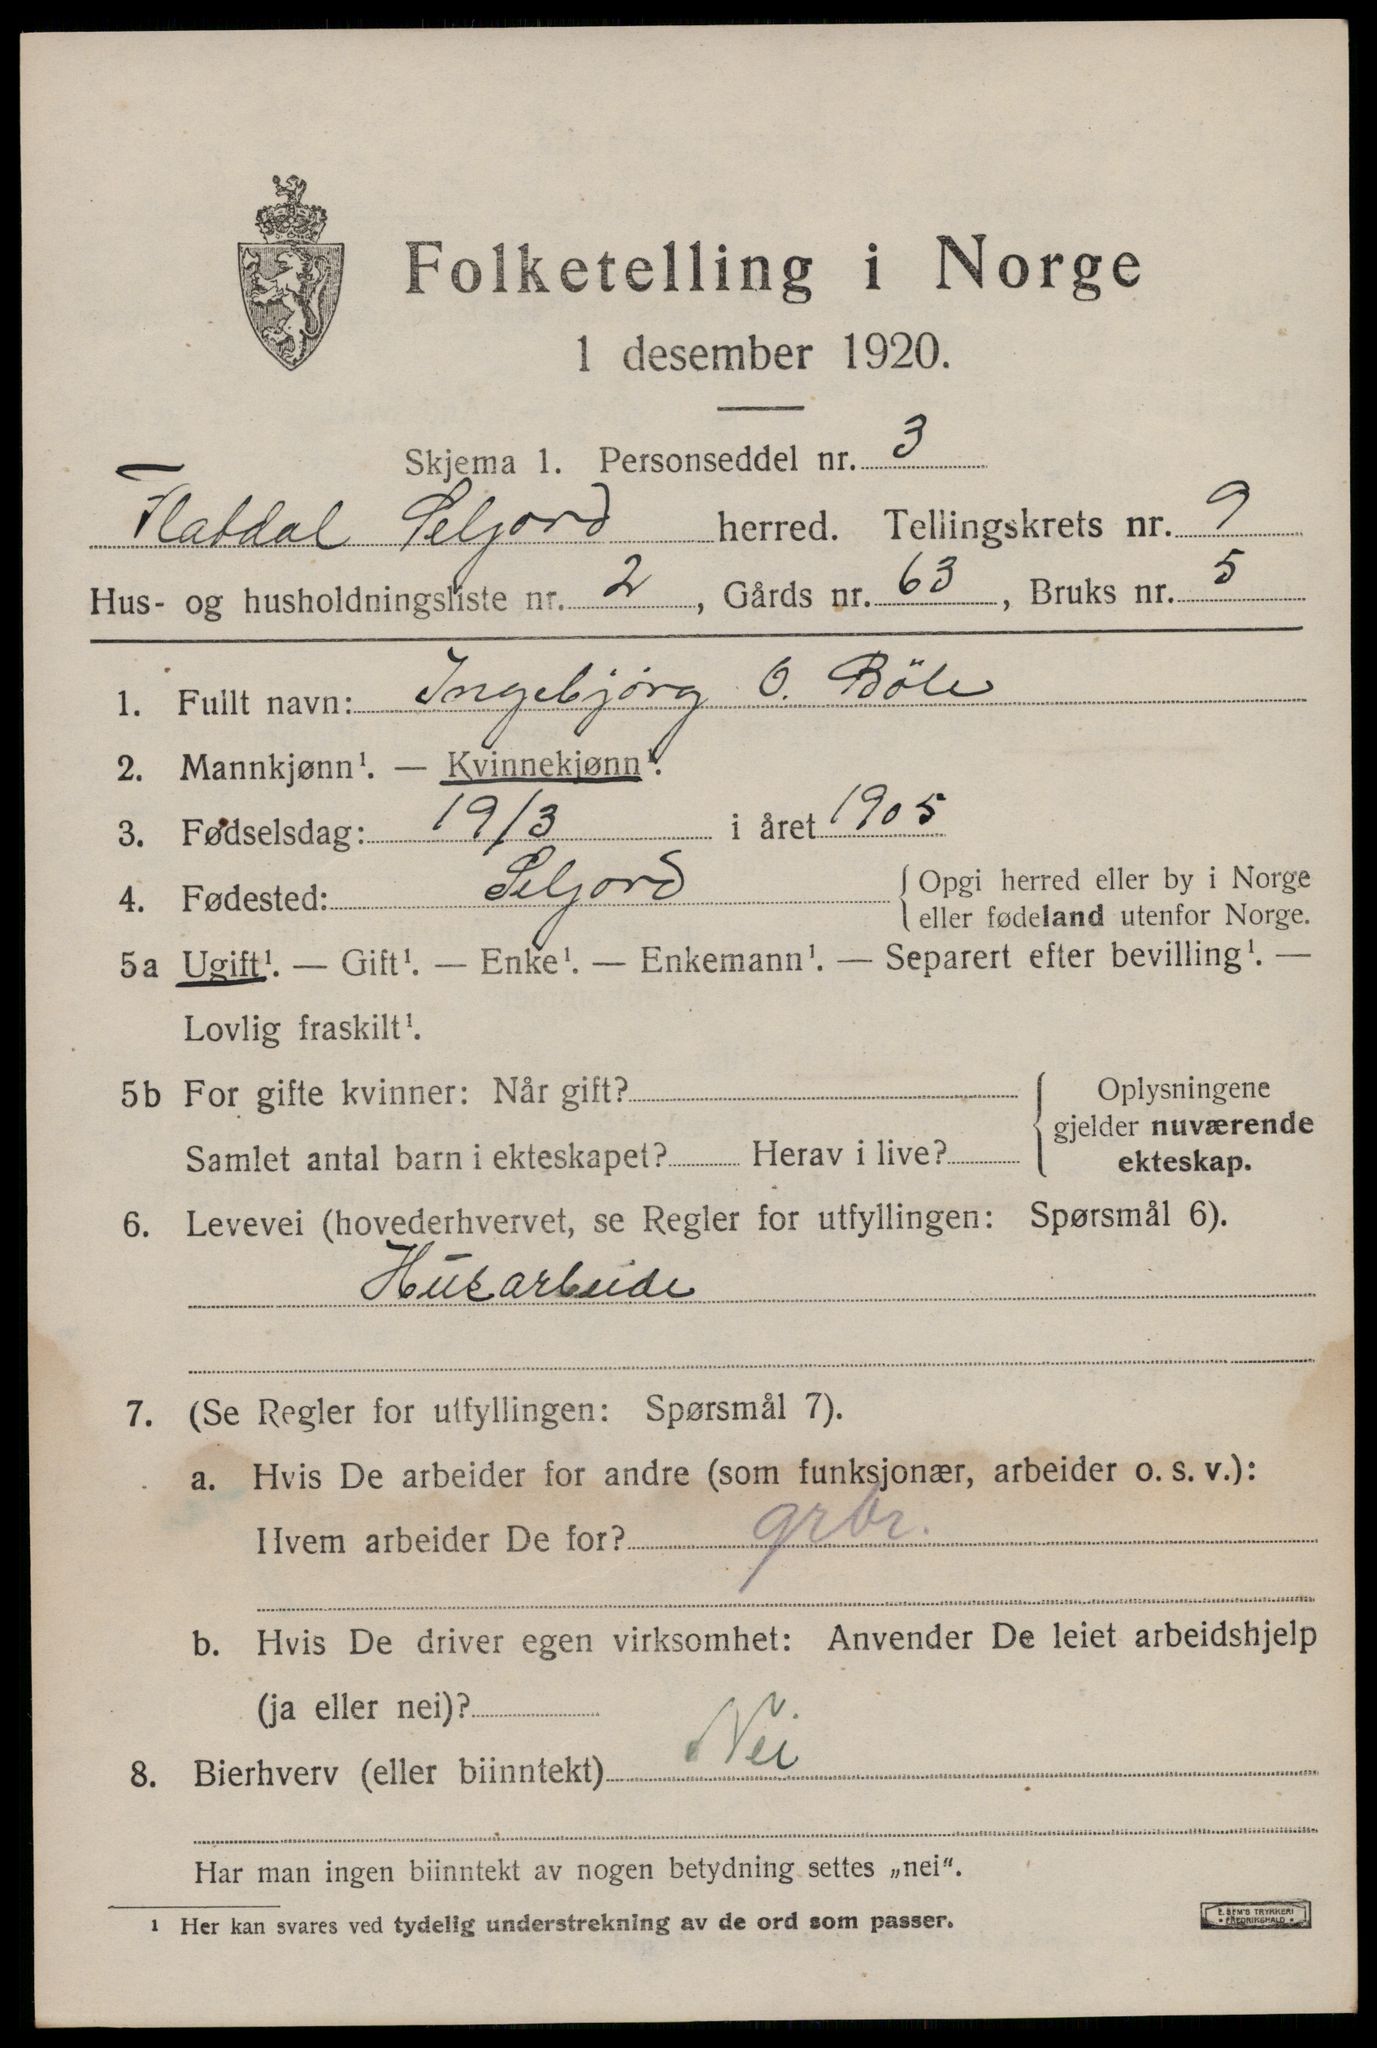 Folketelling i Norge
1 desember 1920.
Skjema 1. Personseddel nr. 3
Flatdal Seljord herred. Tellingskrets nr. 9
Hus- og husholdningsliste nr. 2, Gårds nr. 63, Bruks nr. 5
1. Fullt navn: Ingebjörg O. Böle
2. Mannkjønn¹. — Kvinnekjønn¹.
3. Fødselsdag: 19/3 i året 1905
4. Fødested: Seljord { Opgi herred eller by i Norge
eller fødeland utenfor Norge.
5a Ugift¹. — Gift¹. — Enke¹. — Enkemann¹. — Separert efter bevilling¹. —
Lovlig fraskilt¹.
5b For gifte kvinner: Når gift? { Oplysningene
gjelder nuværende
Samlet antal barn i ekteskapet? Herav i live? ekteskap.
6. Levevei (hovederhvervet, se Regler for utfyllingen: Spørsmål 6).
Husarbeide
7. (Se Regler for utfyllingen: Spørsmål 7).
a. Hvis De arbeider for andre (som funksjonær, arbeider o. s. v.):
Hvem arbeider De for? grbr.
b. Hvis De driver egen virksomhet: Anvender De leiet arbeidshjelp
(ja eller nei)?
8. Bierhverv (eller biinntekt) Nei
Har man ingen biinntekt av nogen betydning settes „nei“.
¹ Her kan svares ved tydelig understrekning av de ord som passer.
E. SEM'S TRYKKERI
• FREDRIKSHALD •